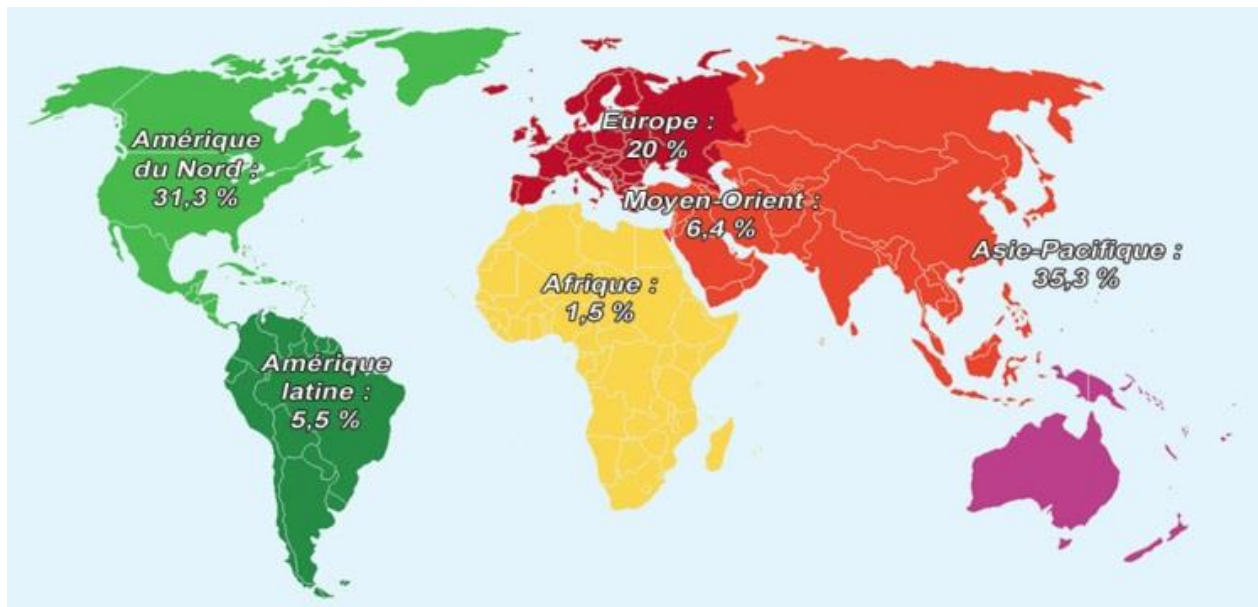 Amérique
du Nord :
31,3 %
Europe :
20 %
Moyen-Orient :
6,4 %
Asie-Pacifique :
35,3 %
Afrique :
1,5 %
Amérique
latine :
5,5 %